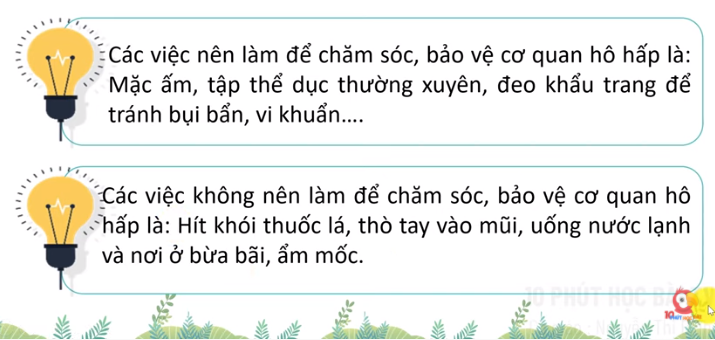 Các việc nên làm để chăm sóc, bảo vệ cơ quan hô hấp là:
Mặc ấm, tập thể dục thường xuyên, đeo khẩu trang để
tránh bụi bẩn, vi khuẩn....
Các việc không nên làm để chăm sóc, bảo vệ cơ quan hô
hấp là: Hít khói thuốc lá, thò tay vào mũi, uống nước lạnh
và nơi ở bừa bãi, ẩm mốc.
10 PHÚT HỌC BÀI